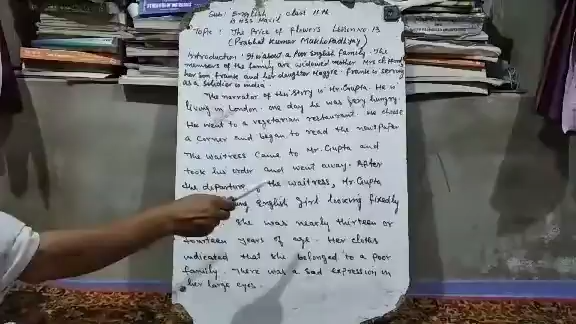 Sub: English, class 11th
Topic: The Price of flowers Lesson No 13
(Prabhat Kumar Mukhopadhyay)
Introduction: It is about a Poor English family. The
members of the family are widowed mother Mrs clifford,
her son Franke and her daughter Maggie. Franke is serving
as a soldier in India.
The narrator of the story is Mr. Gupta. He is
living in London. one day he was very hungry.
He went to a vegetarian restaurant. He chose
a corner and began to read the newspaper
The waitress came to Mr. Gupta and
took his order and went away. After
the departure the waitress, Mr. Gupta
English girl looking fixedly
She was nearly thirteen or
fourteen years of age. Her cloths
indicated that she belonged to a poor
family. There was a sad expression in
her large eyes.